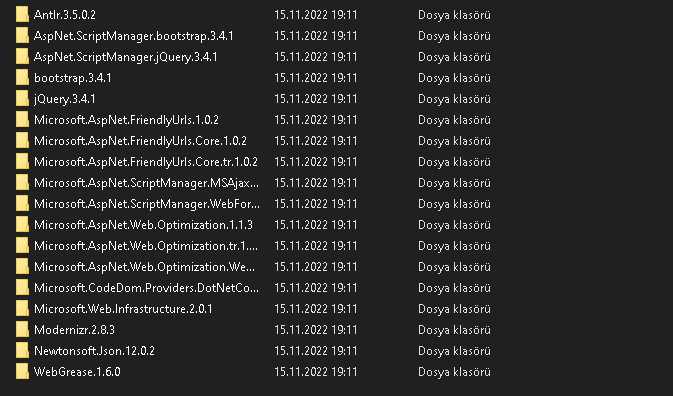 Antlr.3.5.0.2 15.11.2022 19:11 Dosya klasörü
AspNet.ScriptManager.bootstrap.3.4.1 15.11.2022 19:11 Dosya klasörü
AspNet.ScriptManager.jQuery.3.4.1 15.11.2022 19:11 Dosya klasörü
bootstrap.3.4.1 15.11.2022 19:11 Dosya klasörü
jQuery.3.4.1 15.11.2022 19:11 Dosya klasörü
Microsoft.AspNet.FriendlyUrls.1.0.2 15.11.2022 19:11 Dosya klasörü
Microsoft.AspNet.FriendlyUrls.Core.1.0.2 15.11.2022 19:11 Dosya klasörü
Microsoft.AspNet.FriendlyUrls.Core.tr.1.0.2 15.11.2022 19:11 Dosya klasörü
Microsoft.AspNet.ScriptManager.MSAjax... 15.11.2022 19:11 Dosya klasörü
Microsoft.AspNet.ScriptManager.WebFor... 15.11.2022 19:11 Dosya klasörü
Microsoft.AspNet.Web.Optimization.1.1.3 15.11.2022 19:11 Dosya klasörü
Microsoft.AspNet.Web.Optimization.tr.1.... 15.11.2022 19:11 Dosya klasörü
Microsoft.AspNet.Web.Optimization.We... 15.11.2022 19:11 Dosya klasörü
Microsoft.CodeDom.Providers.DotNetCo... 15.11.2022 19:11 Dosya klasörü
Microsoft.Web.Infrastructure.2.0.1 15.11.2022 19:11 Dosya klasörü
Modernizr.2.8.3 15.11.2022 19:11 Dosya klasörü
Newtonsoft.Json.12.0.2 15.11.2022 19:11 Dosya klasörü
WebGrease.1.6.0 15.11.2022 19:11 Dosya klasörü